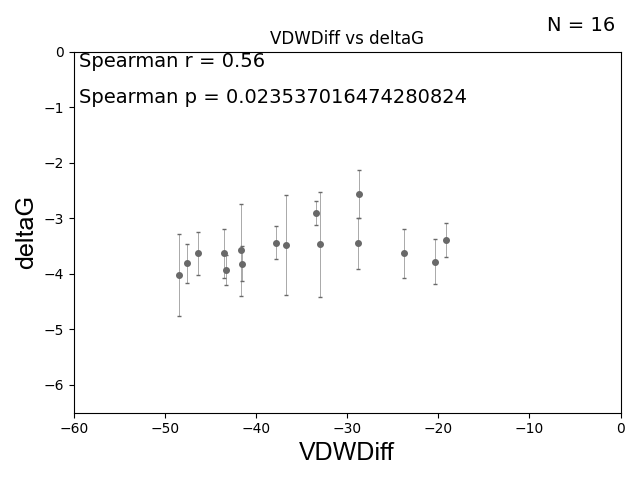 N = 16
VDWDiff vs deltaG
Spearman r = 0.56
Spearman p = 0.023537016474280824
0
−1
−2
−3
−4
−5
−6
deltaG
−60 −50 −40 −30 −20 −10 0
VDWDiff